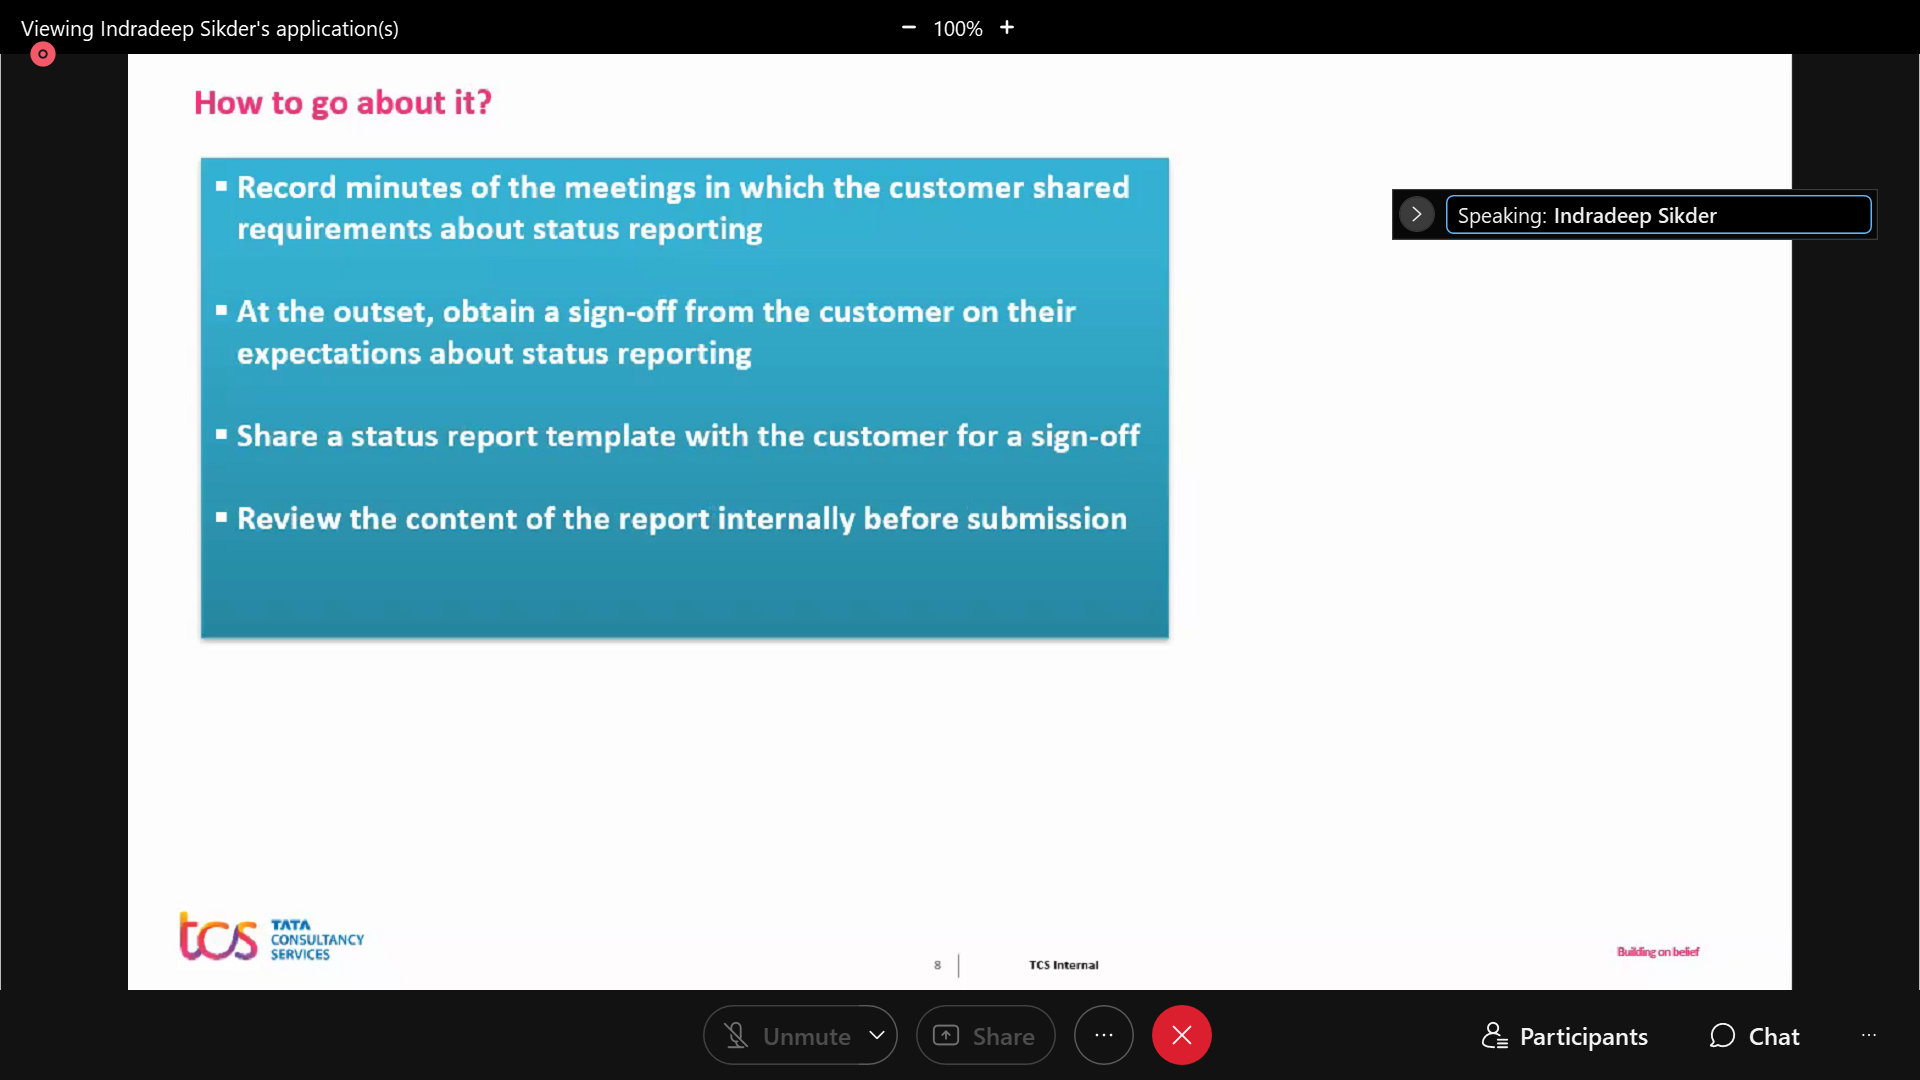 Viewing Indradeep Sikder's application(s)
100%
How to go about it?
Record minutes of the meetings in which the customer shared
requirements about status reporting
At the outset, obtain a sign-off from the customer on their
expectations about status reporting
Share a status report template with the customer for a sign-off
Review the content of the report internally before submission
Speaking: Indradeep Sikder
tcs
TATA
CONSULTANCY
SERVICES
8
TCS Internal
Building on belief
Unmute
Share
Participants
Chat